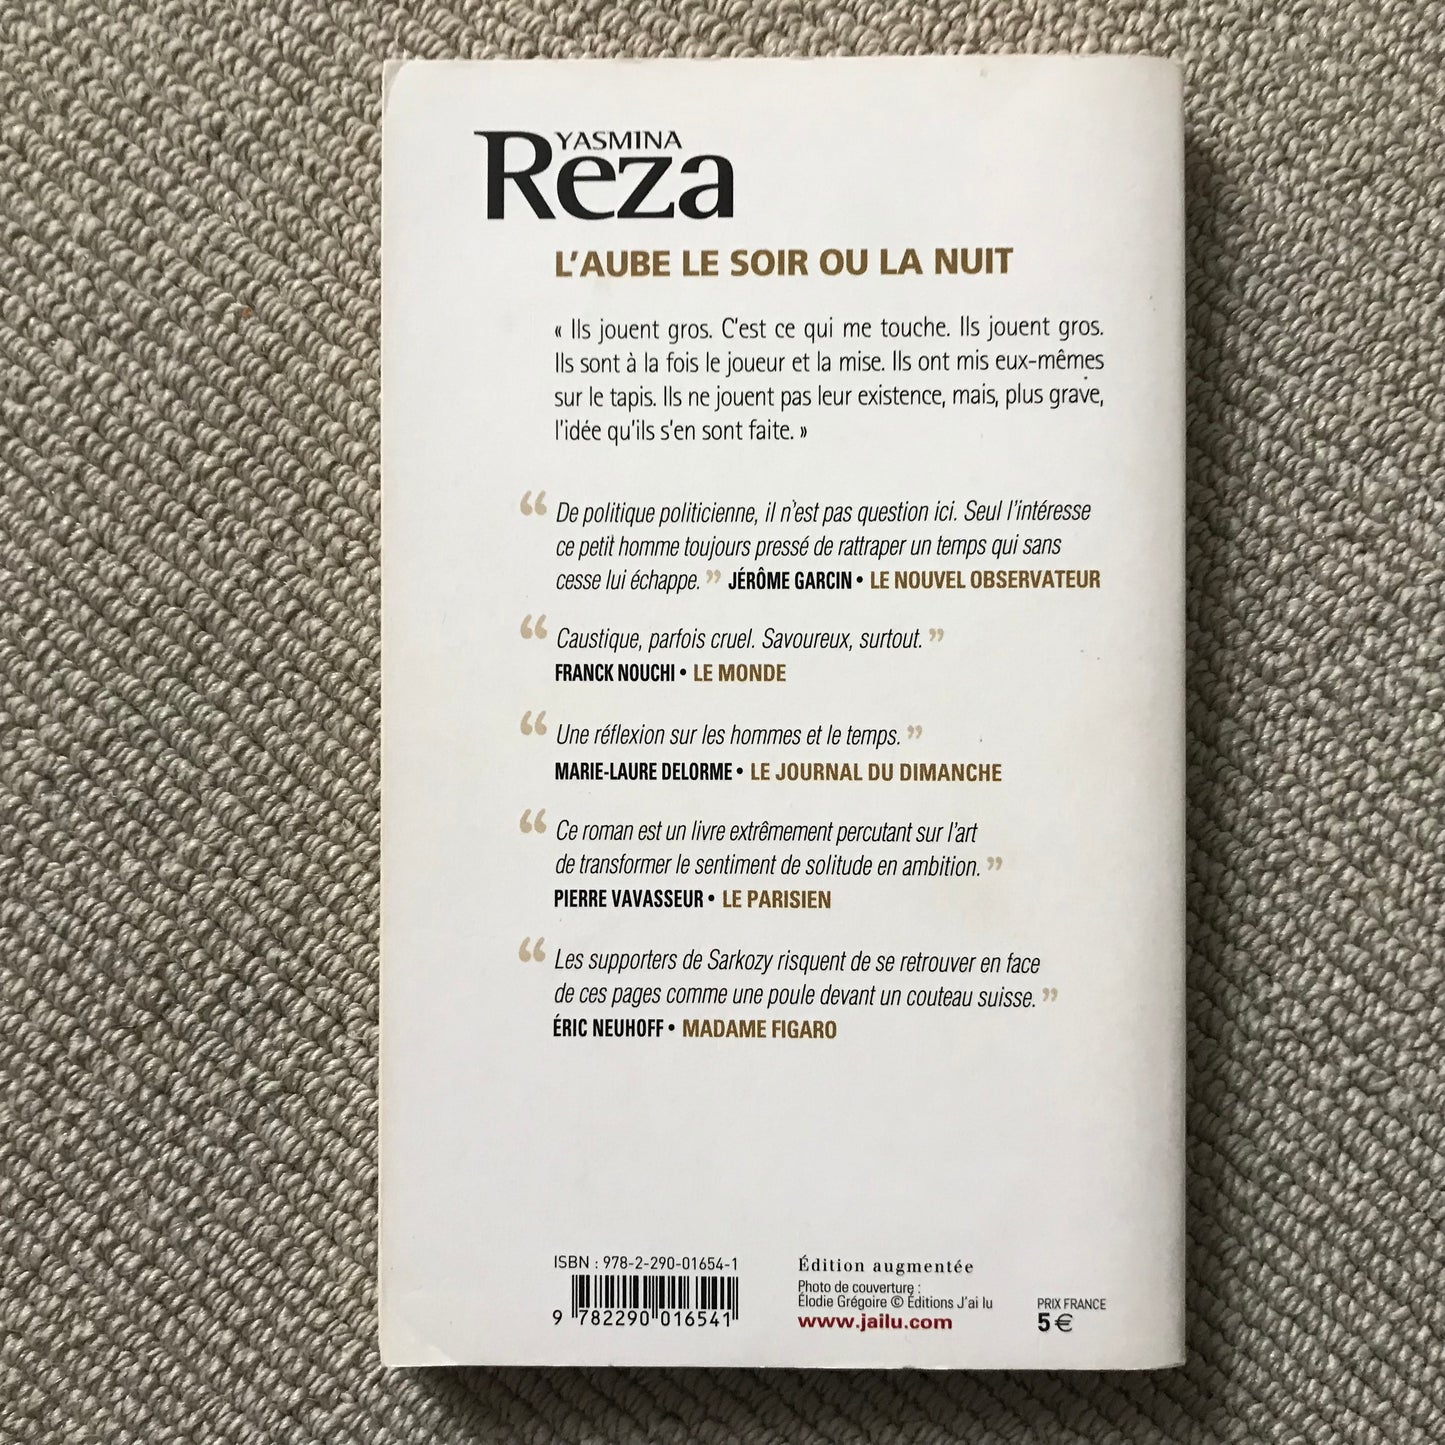 YASMINA
Reza
L'AUBE LE SOIR OU LA NUIT
« Ils jouent gros. C'est ce qui me touche. Ils jouent gros.
Ils sont à la fois le joueur et la mise. Ils ont mis eux-mêmes
sur le tapis. Ils ne jouent pas leur existence, mais, plus grave,
l'idée qu'ils s'en sont faite. »
“ De politique politicienne, il n'est pas question ici. Seul l'intéresse
ce petit homme toujours pressé de rattraper un temps qui sans
cesse lui échappe. ” JÉRÔME GARCIN • LE NOUVEL OBSERVATEUR
“ Caustique, parfois cruel. Savoureux, surtout. ”
FRANCK NOUCHI • LE MONDE
“ Une réflexion sur les hommes et le temps. ”
MARIE-LAURE DELORME • LE JOURNAL DU DIMANCHE
“ Ce roman est un livre extrêmement percutant sur l'art
de transformer le sentiment de solitude en ambition. ”
PIERRE VAVASSEUR • LE PARISIEN
“ Les supporters de Sarkozy risquent de se retrouver en face
de ces pages comme une poule devant un couteau suisse. ”
ÉRIC NEUHOFF • MADAME FIGARO
ISBN : 978-2-290-01654-1
9 782290 016541
Édition augmentée
Photo de couverture :
Élodie Grégoire © Éditions J'ai lu
www.jailu.com
PRIX FRANCE
5 €